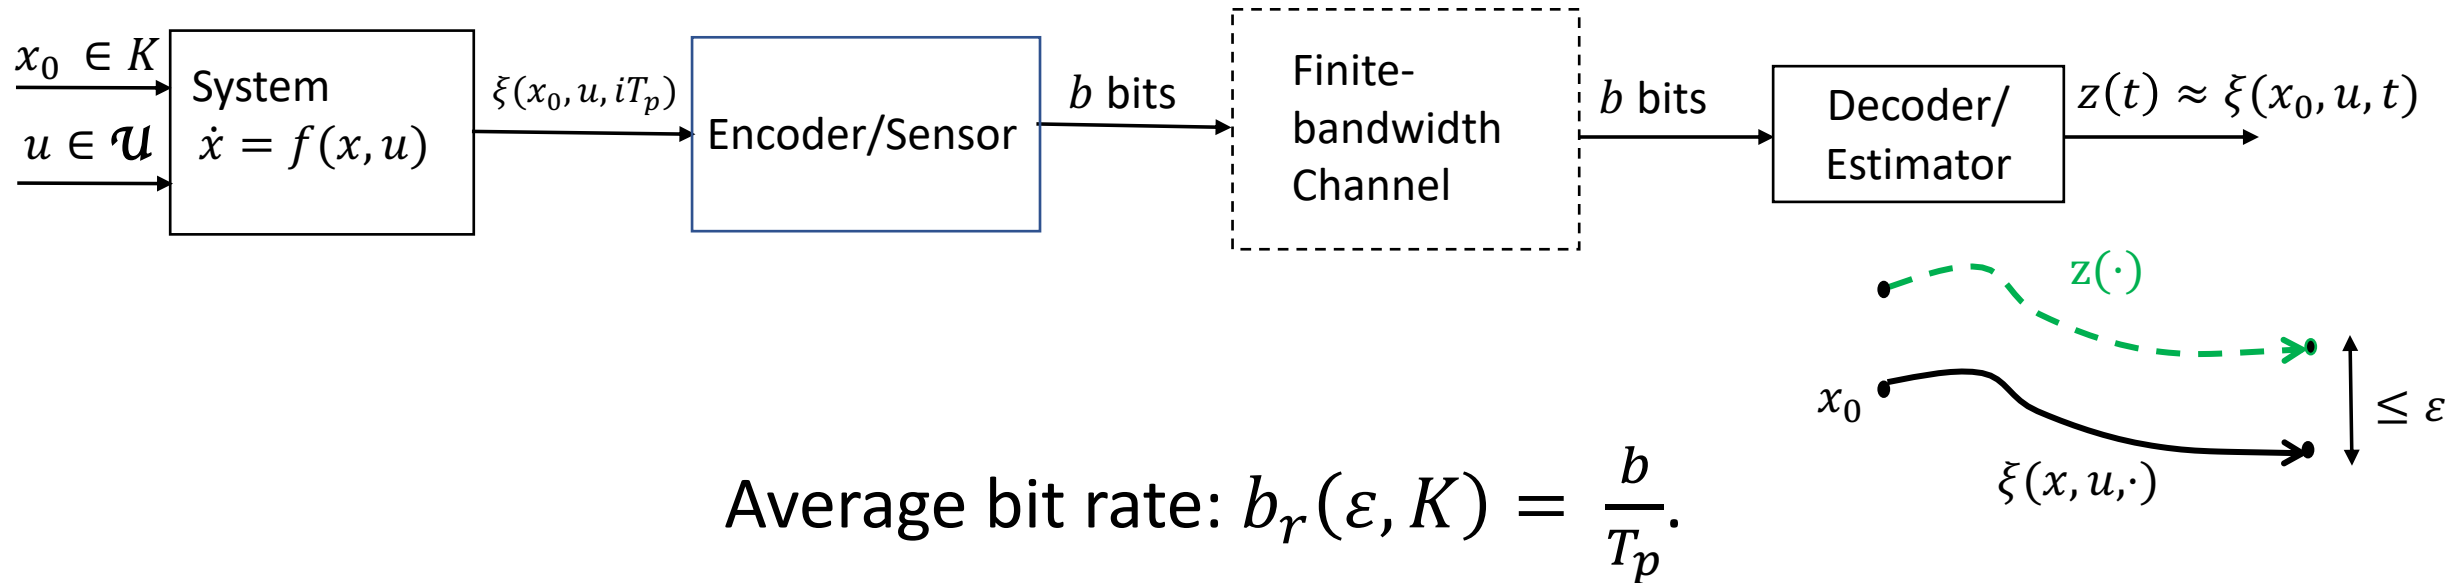 x₀ ∈ K
u ∈ 𝒰
System
ẋ = f(x, u)
ξ(x₀, u, iTₚ)
Encoder/Sensor
b bits
Finite-
bandwidth
Channel
b bits
Decoder/
Estimator
z(t) ≈ ξ(x₀, u, t)
z(·)
x₀
≤ ε
ξ(x, u,·)
Average bit rate: bᵣ(ε, K) = b/Tₚ.